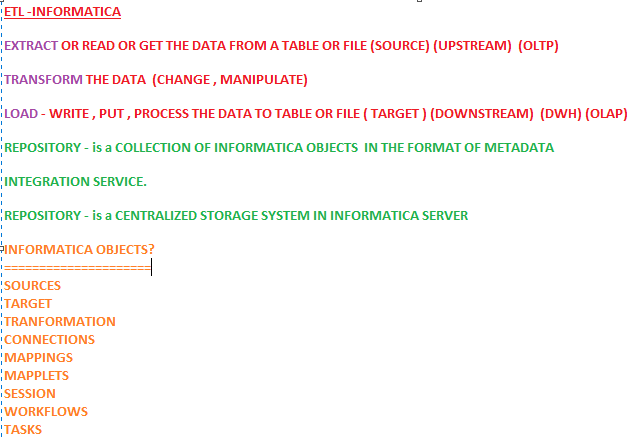 ETL -INFORMATICA
EXTRACT OR READ OR GET THE DATA FROM A TABLE OR FILE (SOURCE) (UPSTREAM) (OLTP)
TRANSFORM THE DATA (CHANGE , MANIPULATE)
LOAD - WRITE , PUT , PROCESS THE DATA TO TABLE OR FILE ( TARGET ) (DOWNSTREAM) (DWH) (OLAP)
REPOSITORY - is a COLLECTION OF INFORMATICA OBJECTS IN THE FORMAT OF METADATA
INTEGRATION SERVICE.
REPOSITORY - is a CENTRALIZED STORAGE SYSTEM IN INFORMATICA SERVER
INFORMATICA OBJECTS?
=====================
SOURCES
TARGET
TRANFORMATION
CONNECTIONS
MAPPINGS
MAPPLETS
SESSION
WORKFLOWS
TASKS